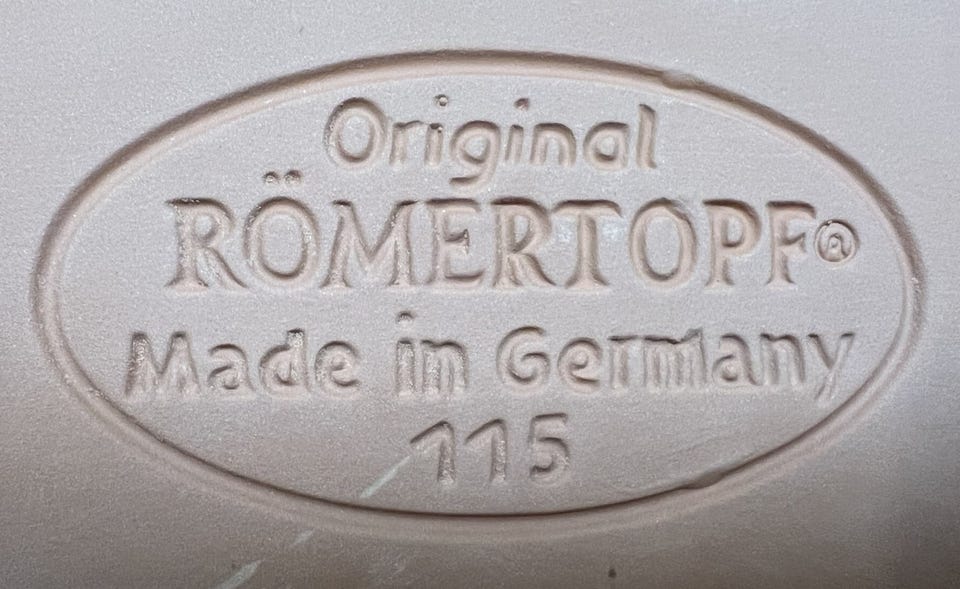 Original
RÖMERTOPF®
Made in Germany
115